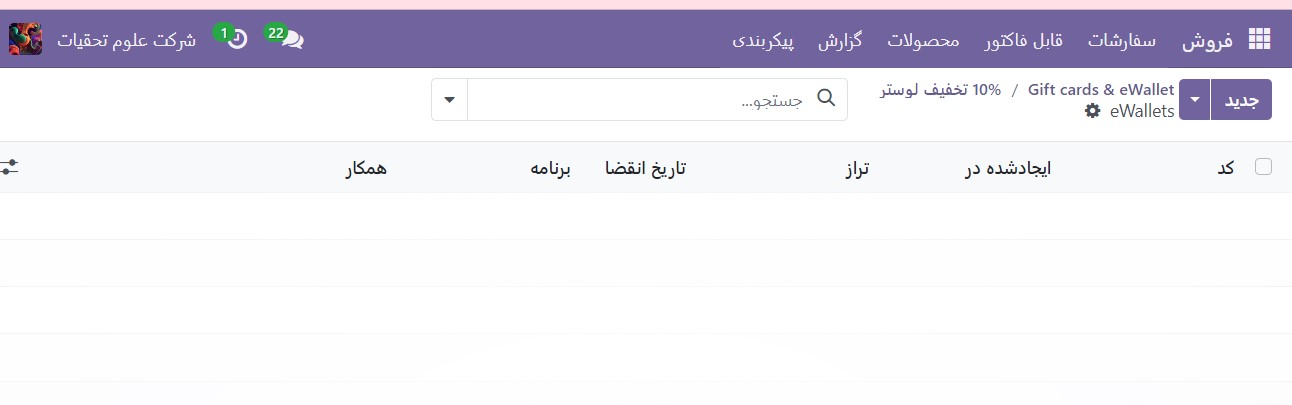 فروش سفارشات قابل فاکتور محصولات گزارش پیکربندی 22 1 شرکت علوم تحقیات
جدید Gift cards & eWallet / 10% تخفیف لوستر جستجو...
eWallets
کد ایجادشده در تراز تاریخ انقضا برنامه همکار